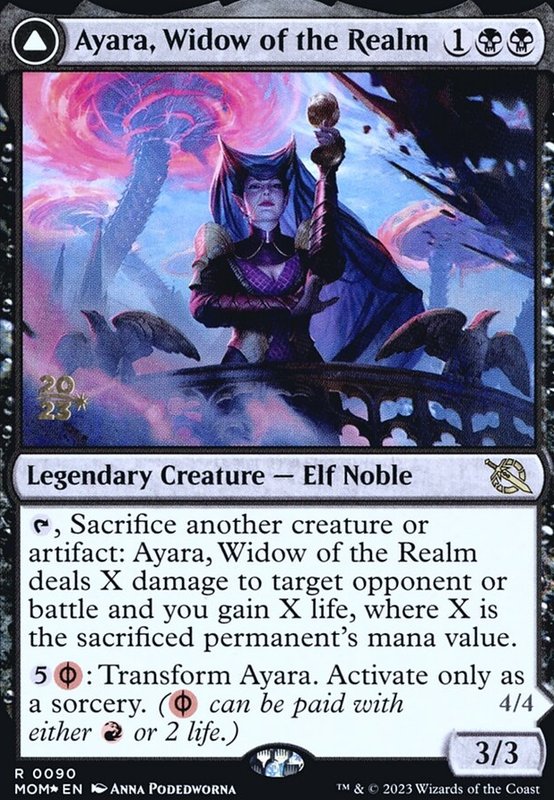 Ayara, Widow of the Realm 1
20
23
Legendary Creature — Elf Noble
, Sacrifice another creature or
artifact: Ayara, Widow of the Realm
deals X damage to target opponent or
battle and you gain X life, where X is
the sacrificed permanent's mana value.
5 : Transform Ayara. Activate only as
a sorcery. ( can be paid with
either or 2 life.)
4/4
3/3
R 0090
MOM★EN Anna Podedworna
™ & © 2023 Wizards of the Coast